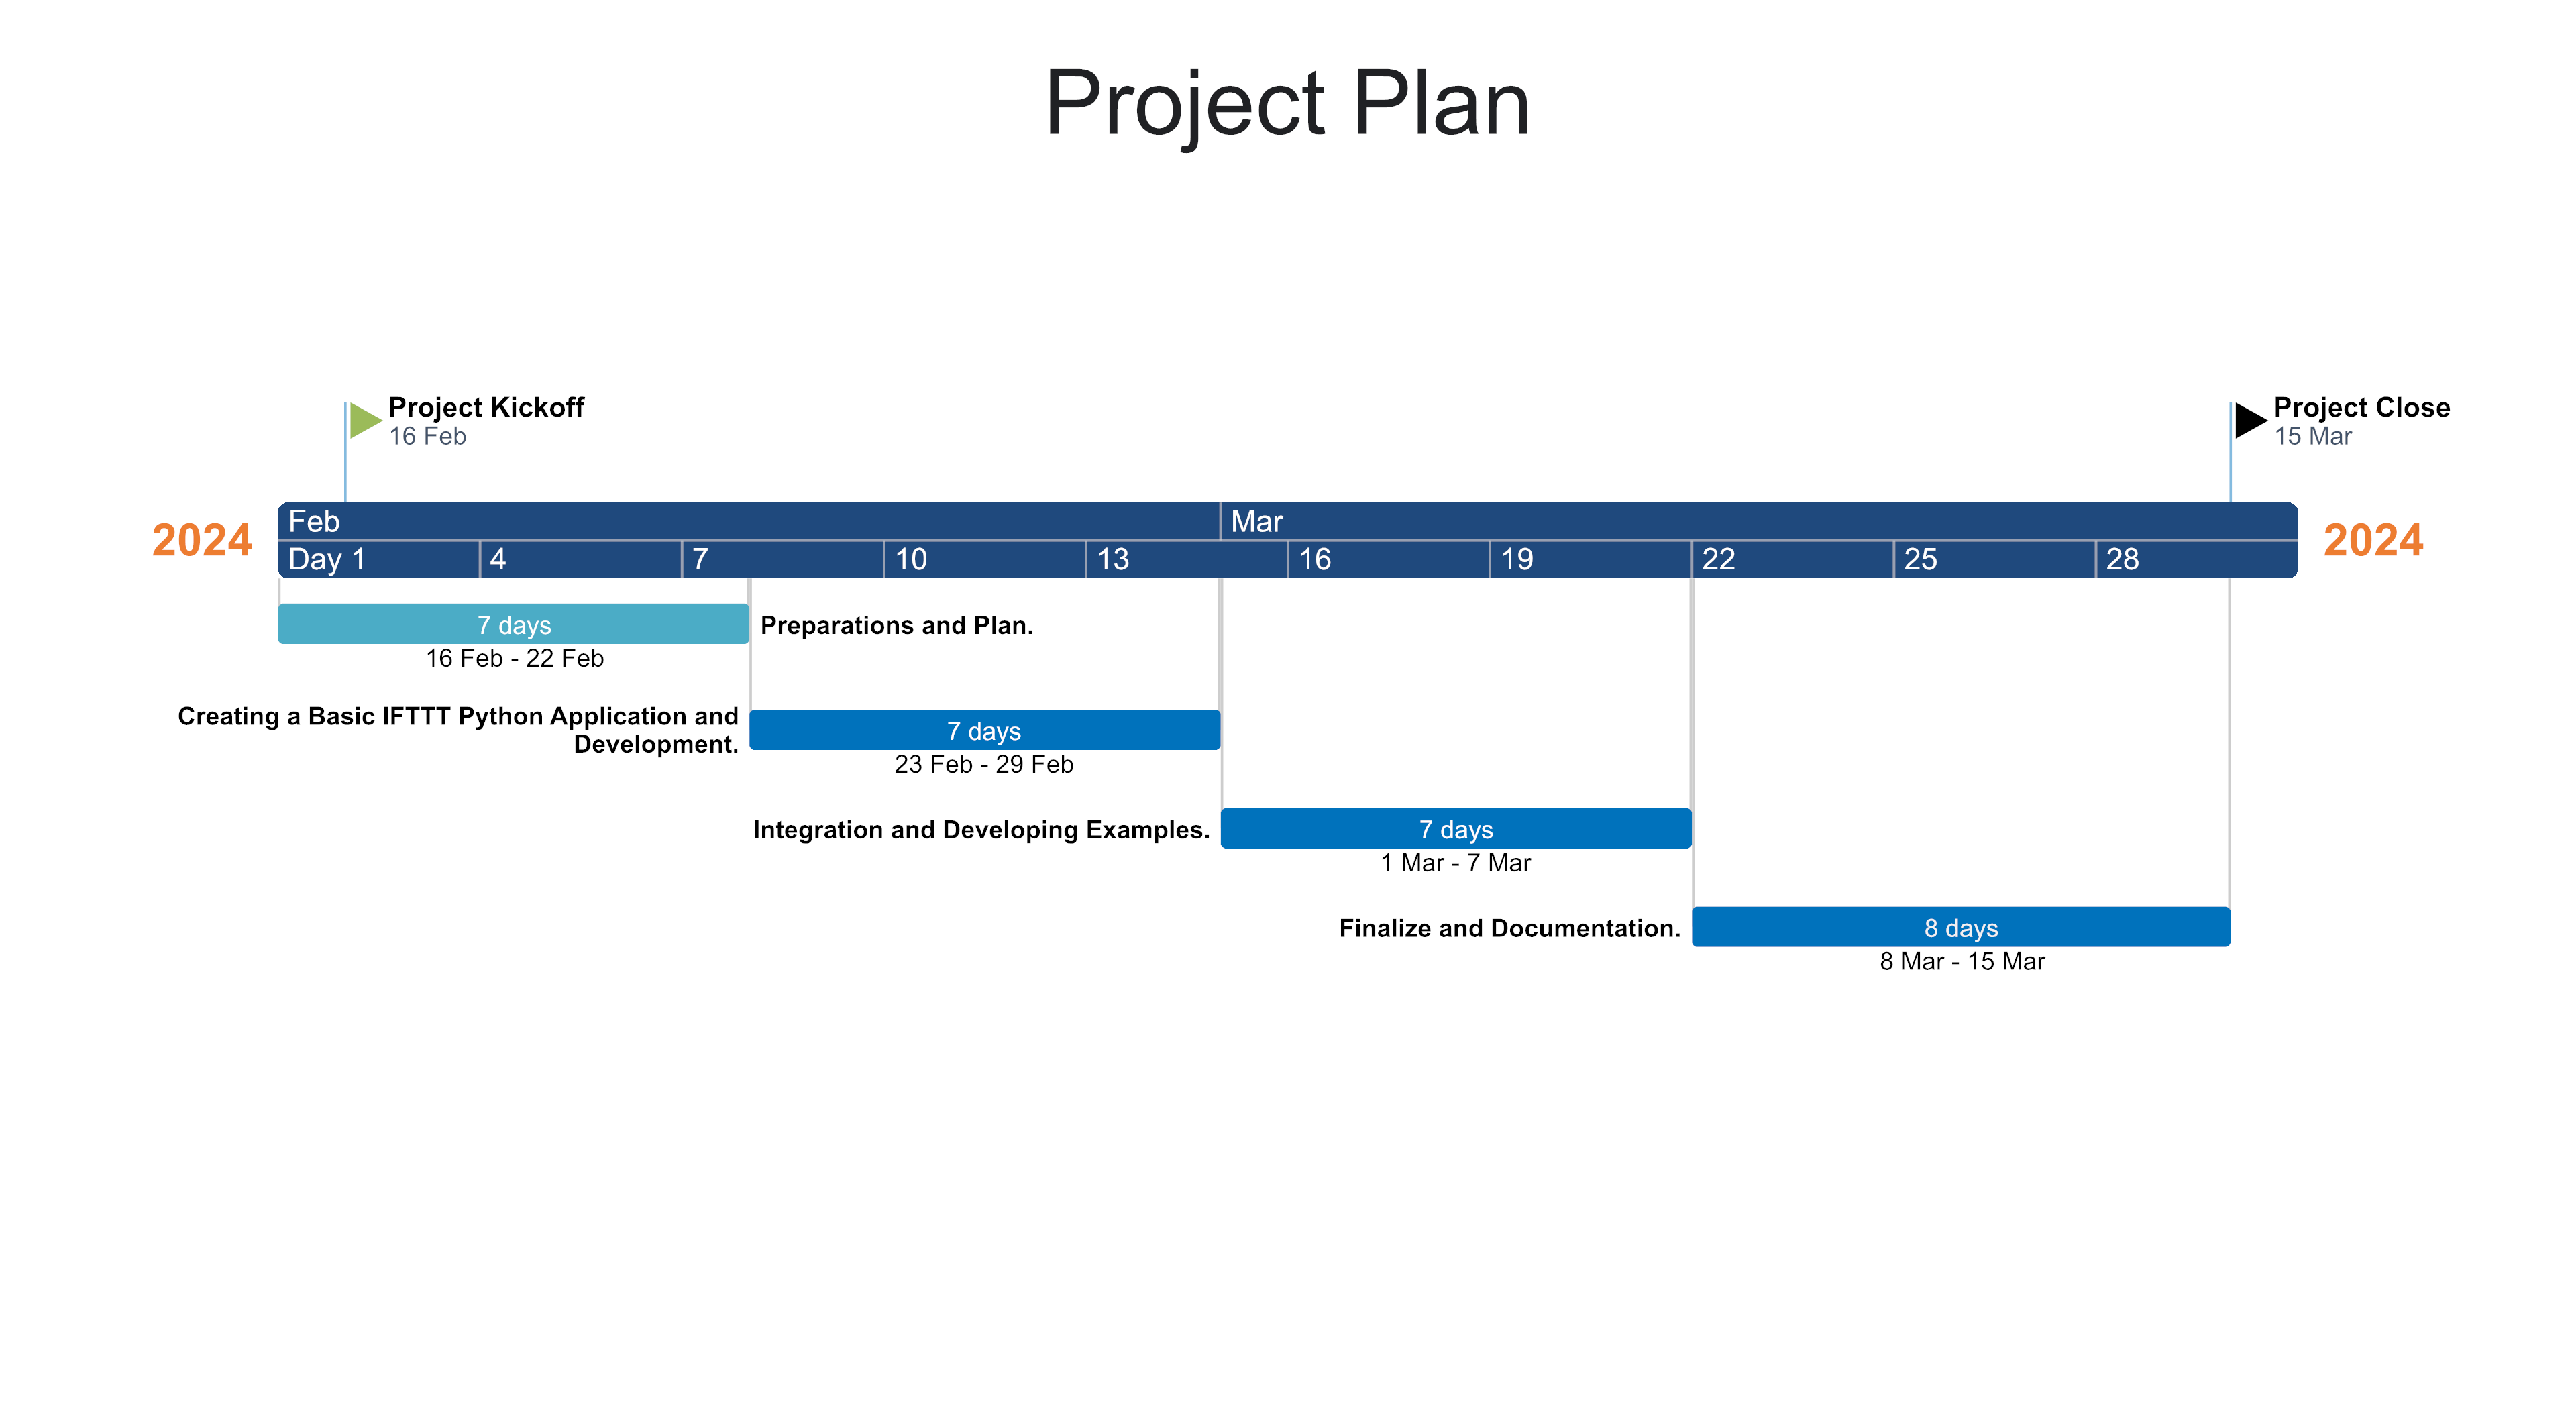 Project Plan
Project Kickoff
16 Feb
Project Close
15 Mar
2024
Feb
Mar
2024
Day 1
4
7
10
13
16
19
22
25
28
7 days
Preparations and Plan.
16 Feb - 22 Feb
Creating a Basic IFTTT Python Application and
Development.
7 days
23 Feb - 29 Feb
Integration and Developing Examples.
7 days
1 Mar - 7 Mar
Finalize and Documentation.
8 days
8 Mar - 15 Mar